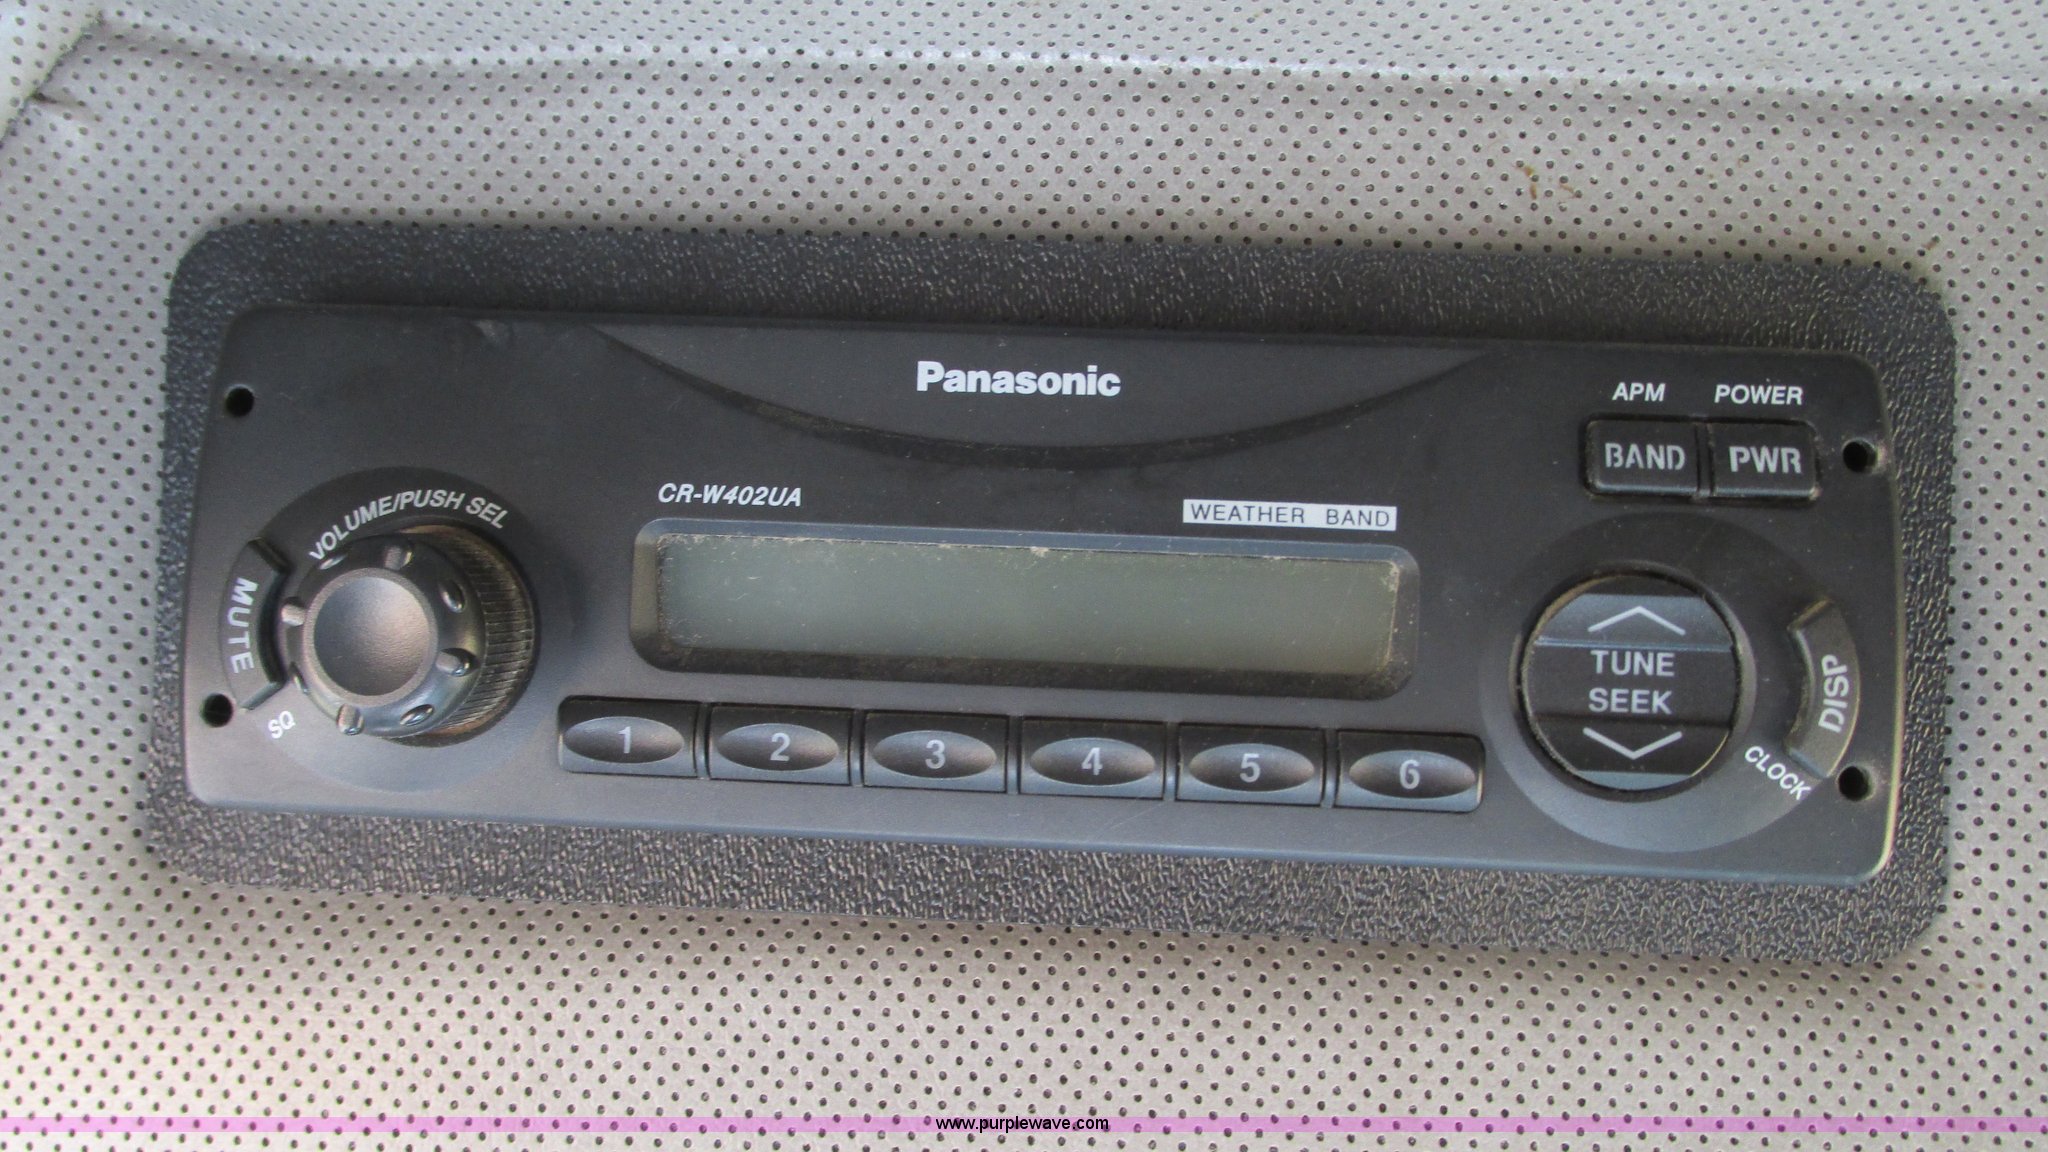 Panasonic
APM POWER
BAND PWR
CR-W402UA
WEATHER BAND
VOLUME/PUSH SEL
MUTE
SQ
TUNE
SEEK
DISP
CLOCK
1 2 3 4 5 6
www.purplewave.com